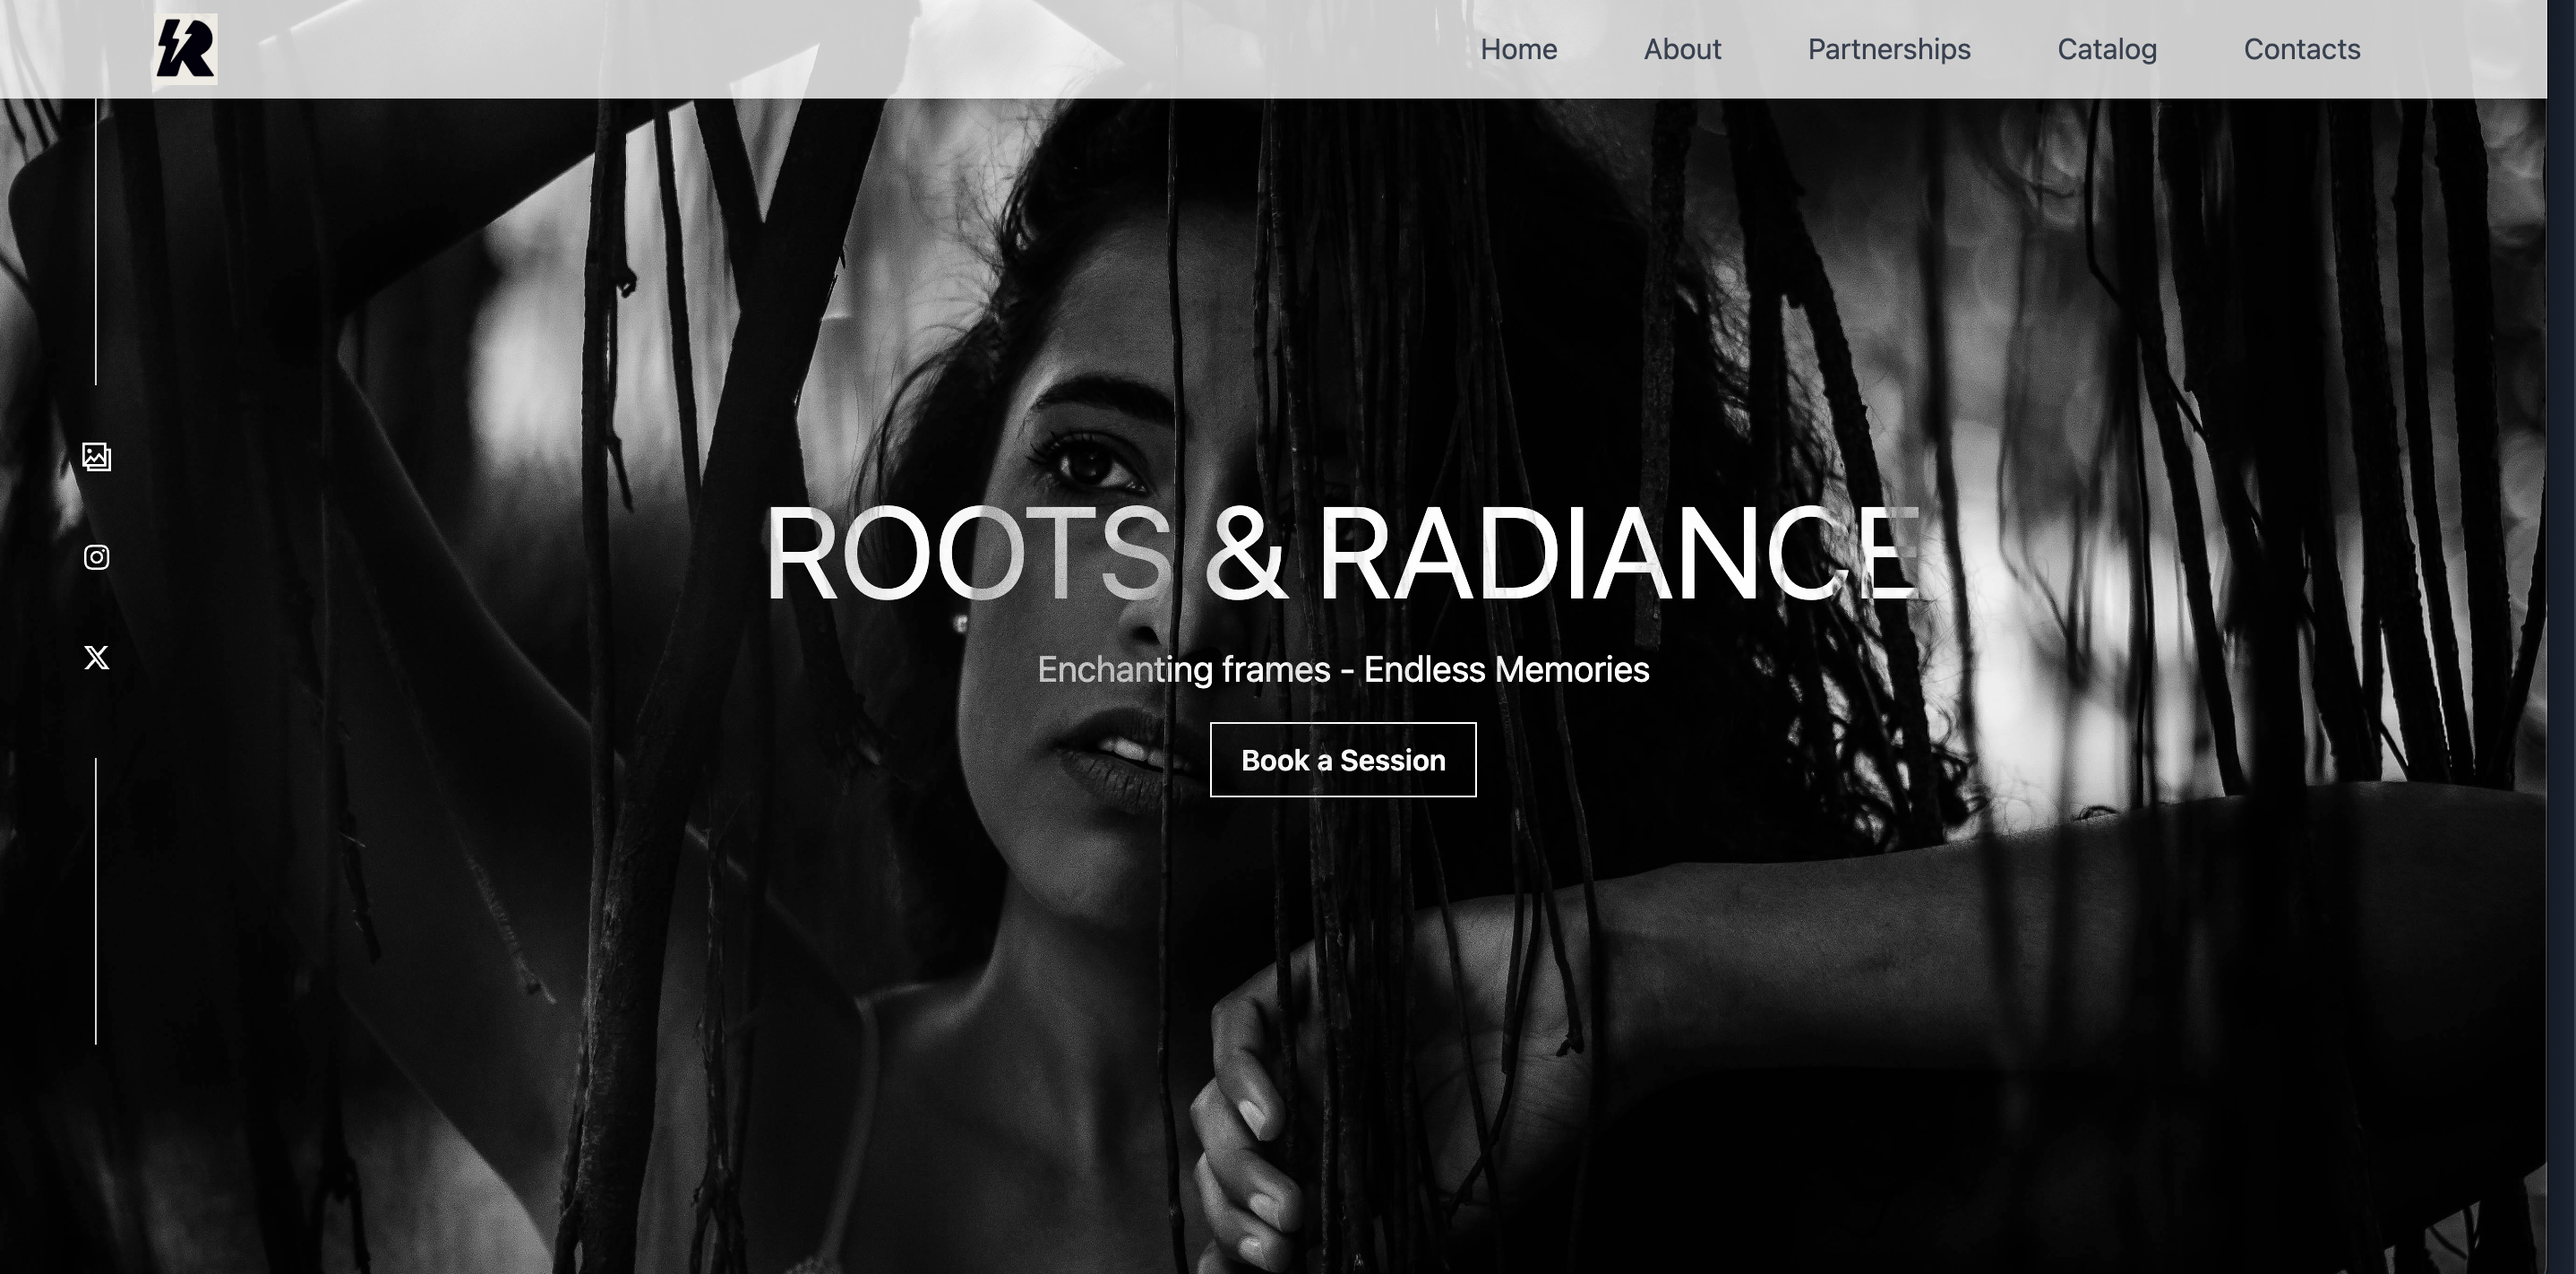 Home About Partnerships Catalog Contacts
ROOTS & RADIANCE
Enchanting frames - Endless Memories
Book a Session